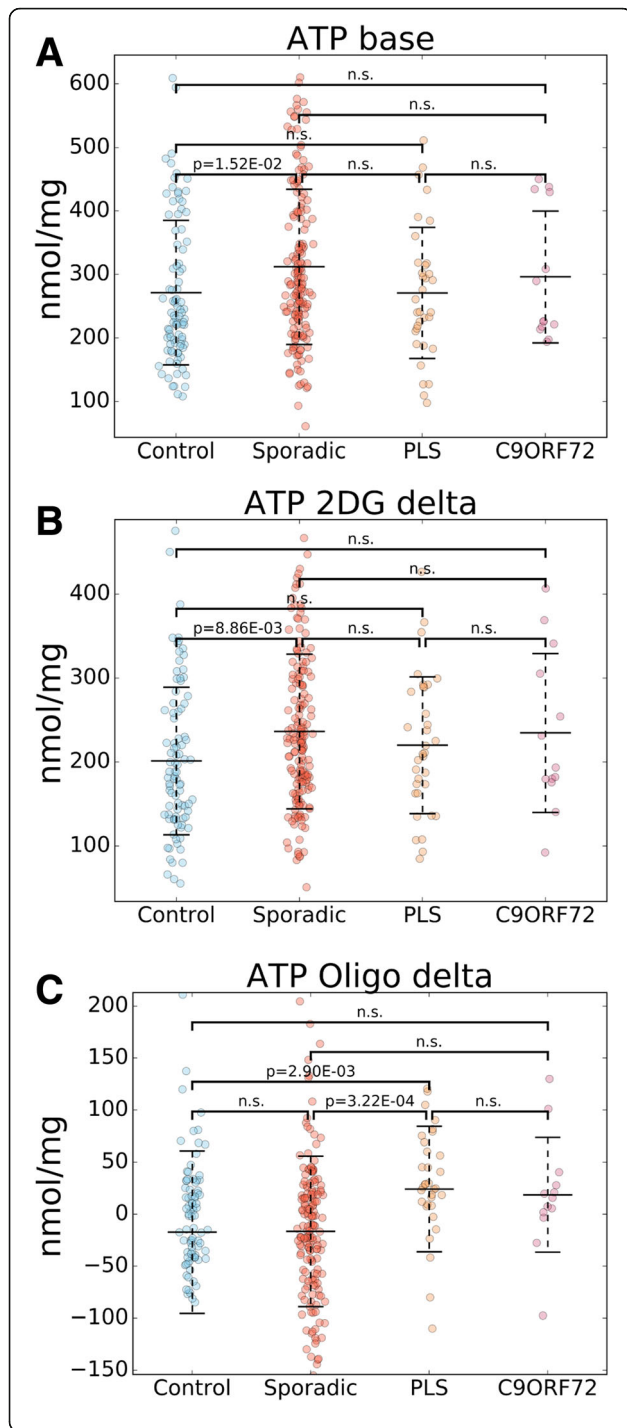 A
ATP base
nmol/mg
600
500
400
300
200
100
n.s.
n.s.
n.s.
p=1.52E-02
n.s.
n.s.
Control
Sporadic
PLS
C9ORF72
B
ATP 2DG delta
nmol/mg
400
300
200
100
n.s.
n.s.
n.s.
p=8.86E-03
n.s.
n.s.
Control
Sporadic
PLS
C9ORF72
C
ATP Oligo delta
nmol/mg
200
150
100
50
0
−50
−100
−150
n.s.
n.s.
p=2.90E-03
n.s.
p=3.22E-04
n.s.
Control
Sporadic
PLS
C9ORF72